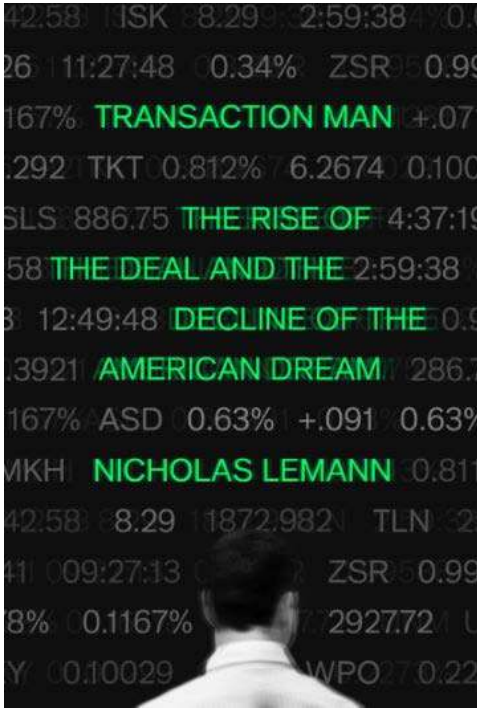 42.58 ISK 8.29 2:59:38
26 11:27:48 0.34% ZSR 0.99
167% TRANSACTION MAN +.07
.292 TKT 0.812% 6.2674 0.100
SLS 886.75 THE RISE OF 4:37:19
58 THE DEAL AND THE 2:59:38
12:49:48 DECLINE OF THE 0.9
.3921 AMERICAN DREAM 286.7
167% ASD 0.63% +.091 0.63%
MKH NICHOLAS LEMANN 0.811
42.58 8.29 1872.982 TLN
41 09:27:13 ZSR 0.99
8% 0.1167% 2927.72
Y 0.10029 WPO 0.22